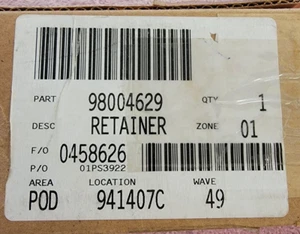 PART 98004629 QTY 1
DESC RETAINER ZONE 01
F/O 0458626
P/O 01PS3922
AREA LOCATION WAVE
POD 941407C 49